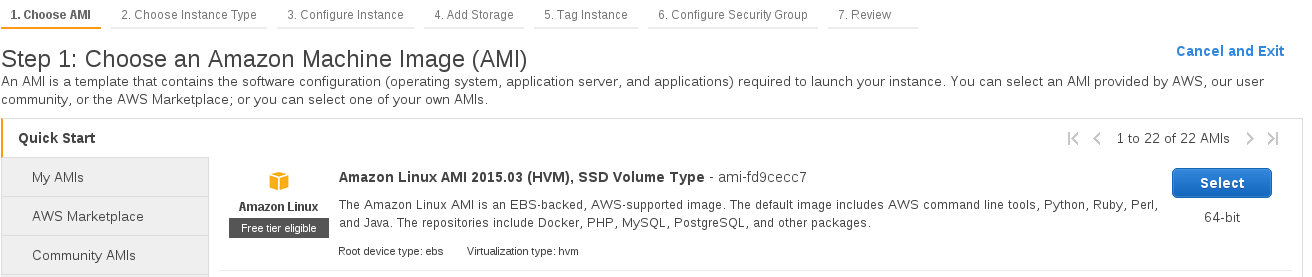 1. Choose AMI 2. Choose Instance Type 3. Configure Instance 4. Add Storage 5. Tag Instance 6. Configure Security Group 7. Review
Step 1: Choose an Amazon Machine Image (AMI)
Cancel and Exit
An AMI is a template that contains the software configuration (operating system, application server, and applications) required to launch your instance. You can select an AMI provided by AWS, our user
community, or the AWS Marketplace; or you can select one of your own AMIs.
Quick Start
1 to 22 of 22 AMIs
My AMIs
AWS Marketplace
Community AMIs
Amazon Linux
Free tier eligible
Amazon Linux AMI 2015.03 (HVM), SSD Volume Type - ami-fd9cecc7
The Amazon Linux AMI is an EBS-backed, AWS-supported image. The default image includes AWS command line tools, Python, Ruby, Perl,
and Java. The repositories include Docker, PHP, MySQL, PostgreSQL, and other packages.
Root device type: ebs Virtualization type: hvm
Select
64-bit